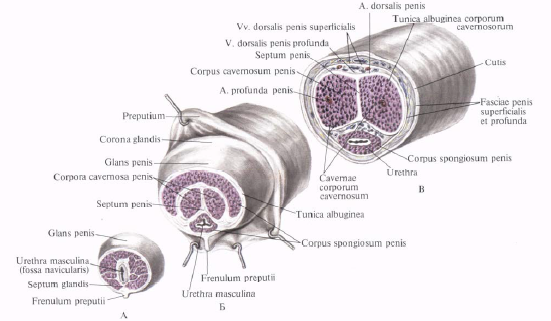 A. dorsalis penis
Vv. dorsalis penis superficialis
V. dorsalis penis profunda
Septum penis
Corpus cavernosum penis
A. profunda penis
Tunica albuginea corporum
cavernosorum
Cutis
Fasciae penis
superficialis
et profunda
Corpus spongiosum penis
Urethra
Cavernae
corporum
cavernosum
В
Preputium
Corona glandis
Glans penis
Corpora cavernosa penis
Septum penis
Tunica albuginea
Corpus spongiosum penis
Frenulum preputii
Urethra masculina
Б
Glans penis
Urethra masculina
(fossa navicularis)
Septum glandis
Frenulum preputii
А